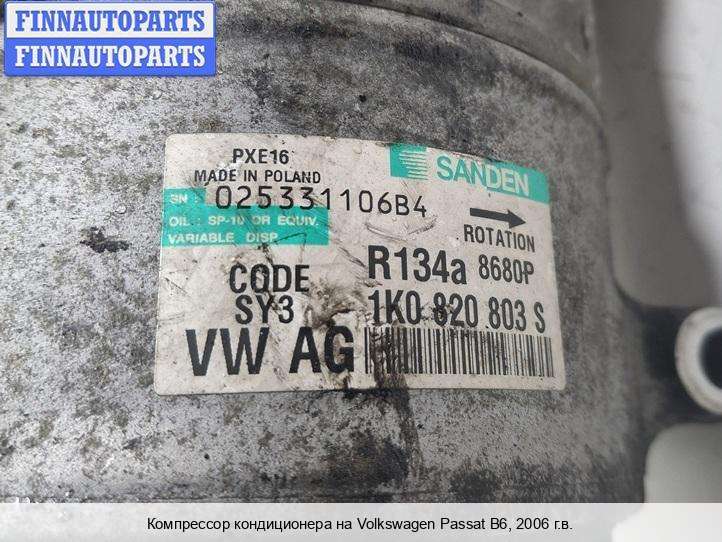 FINNAUTOPARTS
FINNAUTOPARTS
PXE16
MADE IN POLAND
SANDEN
SN : 025331106B4
OIL : SP-10 OR EQUIV.
VARIABLE DISP.
ROTATION
R134a 8680P
CODE
SY3
1K0 820 803 S
VW AG
Компрессор кондиционера на Volkswagen Passat B6, 2006 г.в.